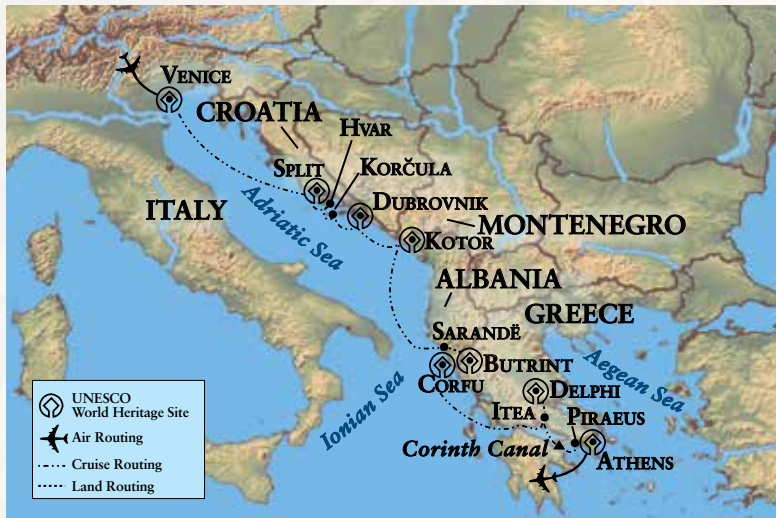 VENICE
CROATIA
HVAR
SPLIT
KORČULA
DUBROVNIK
ITALY
Adriatic Sea
MONTENEGRO
KOTOR
ALBANIA
GREECE
SARANDË
BUTRINT
CORFU
Aegean Sea
DELPHI
Ionian Sea
ITEA
PIRAEUS
Corinth Canal
ATHENS
UNESCO
World Heritage Site
Air Routing
Cruise Routing
Land Routing